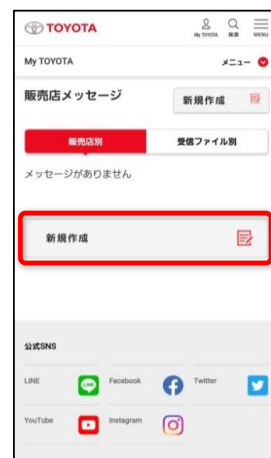 TOYOTA
My TOYOTA 検索 MENU
My TOYOTA メニュー
販売店メッセージ 新規作成
販売店別 受信ファイル別
メッセージがありません
新規作成
公式SNS
LINE Facebook Twitter
YouTube Instagram